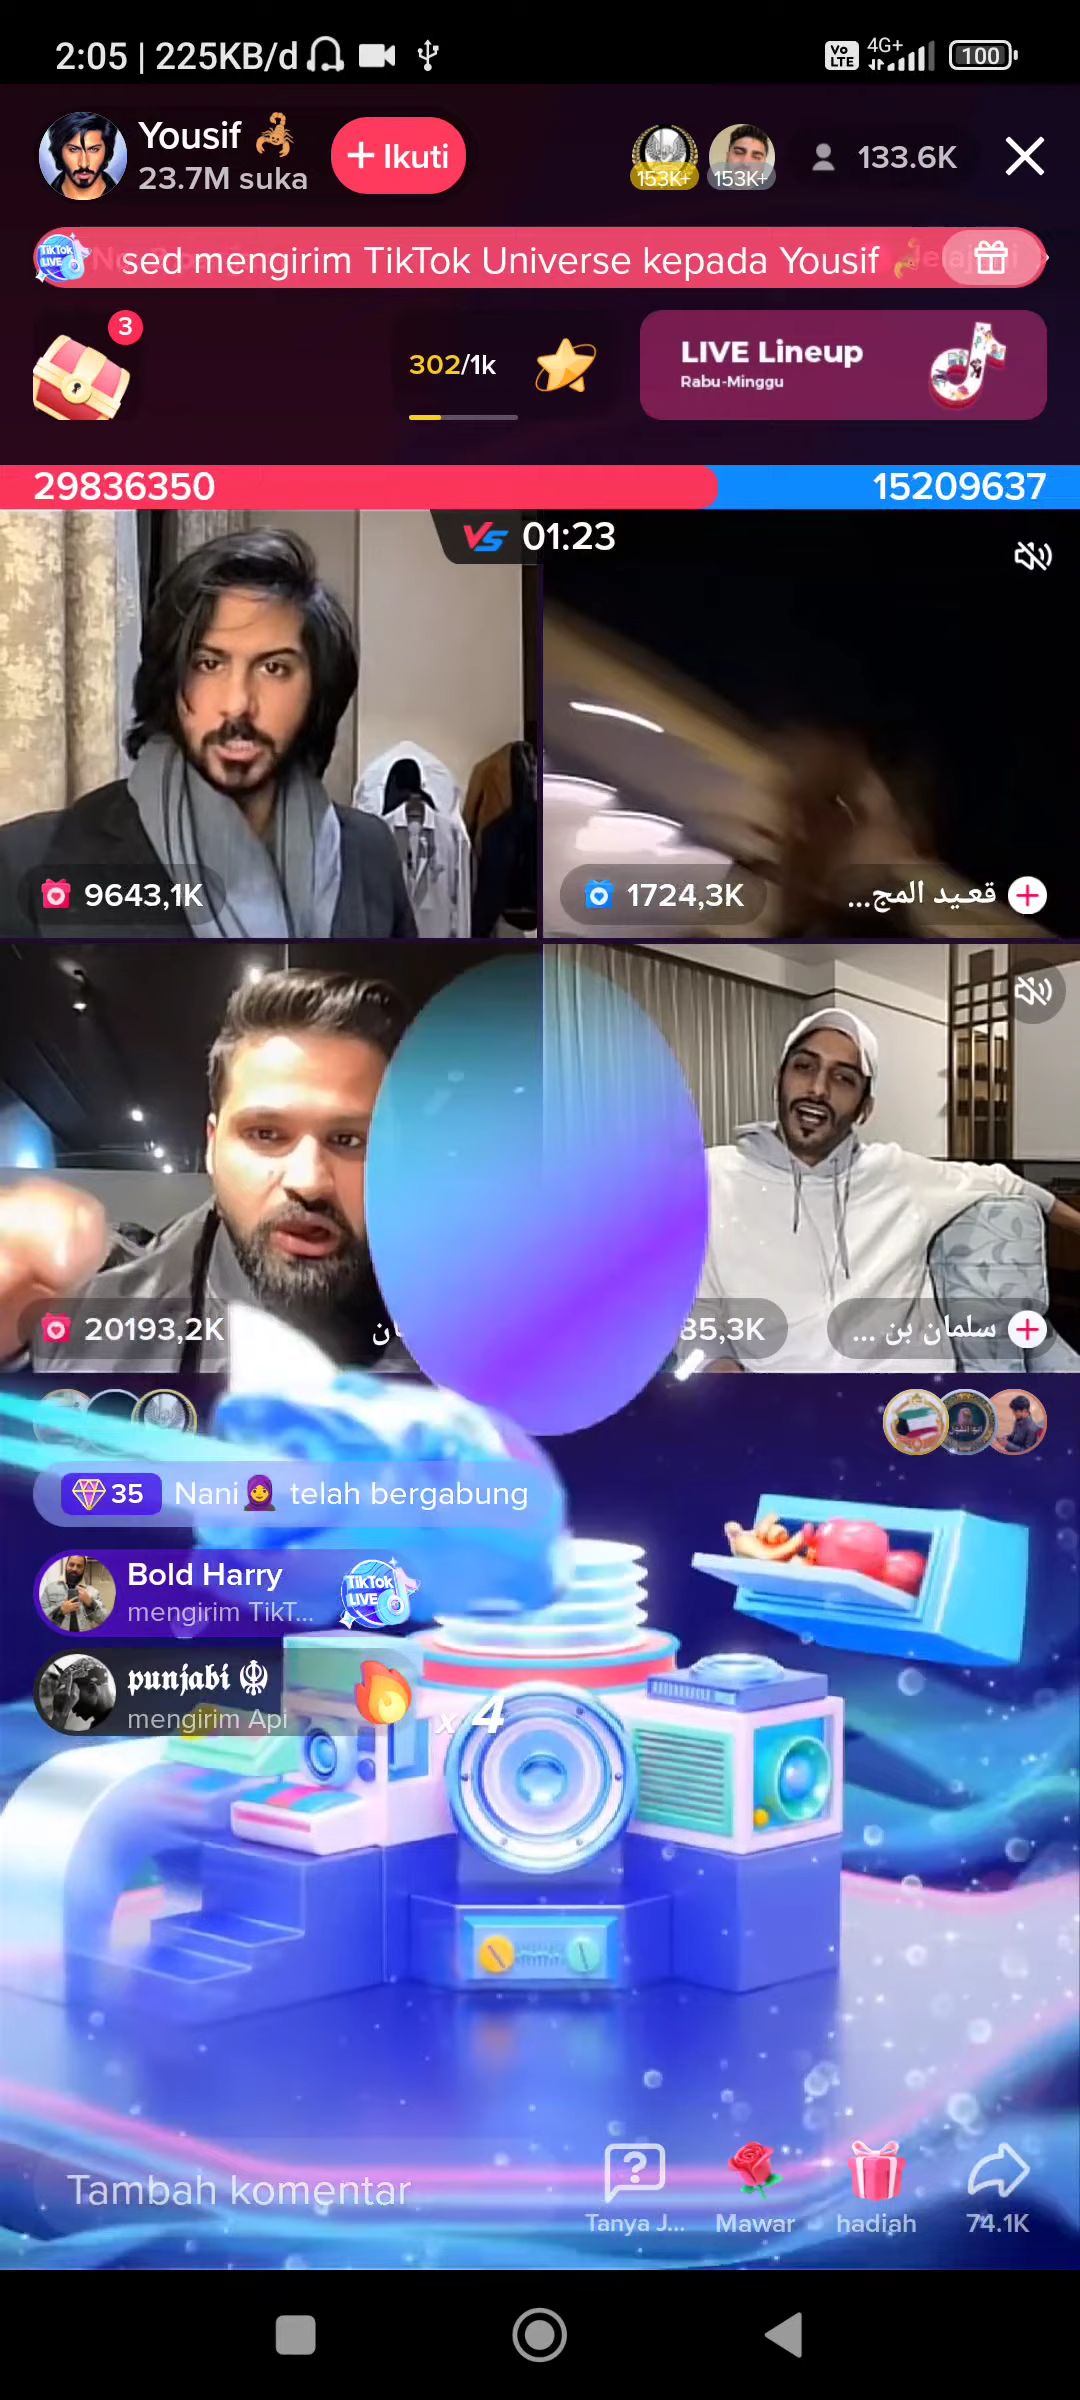 2:05 | 225KB/d
Vo LTE 4G+ 100
Yousif 🦂
23.7M suka
+ Ikuti
153K+
153K+
133.6K
sed mengirim TikTok Universe kepada Yousif 🦂
3
302/1k
LIVE Lineup
Rabu-Minggu
29836350
15209637
VS 01:23
9643,1K
1724,3K
قعيد المج...
20193,2K
35,3K
سلمان بن ...
35 Nani🧕 telah bergabung
Bold Harry
mengirim TikT...
TikTok LIVE
punjabi
mengirim Api
x 4
Tambah komentar
Tanya J...
Mawar
hadiah
74.1K